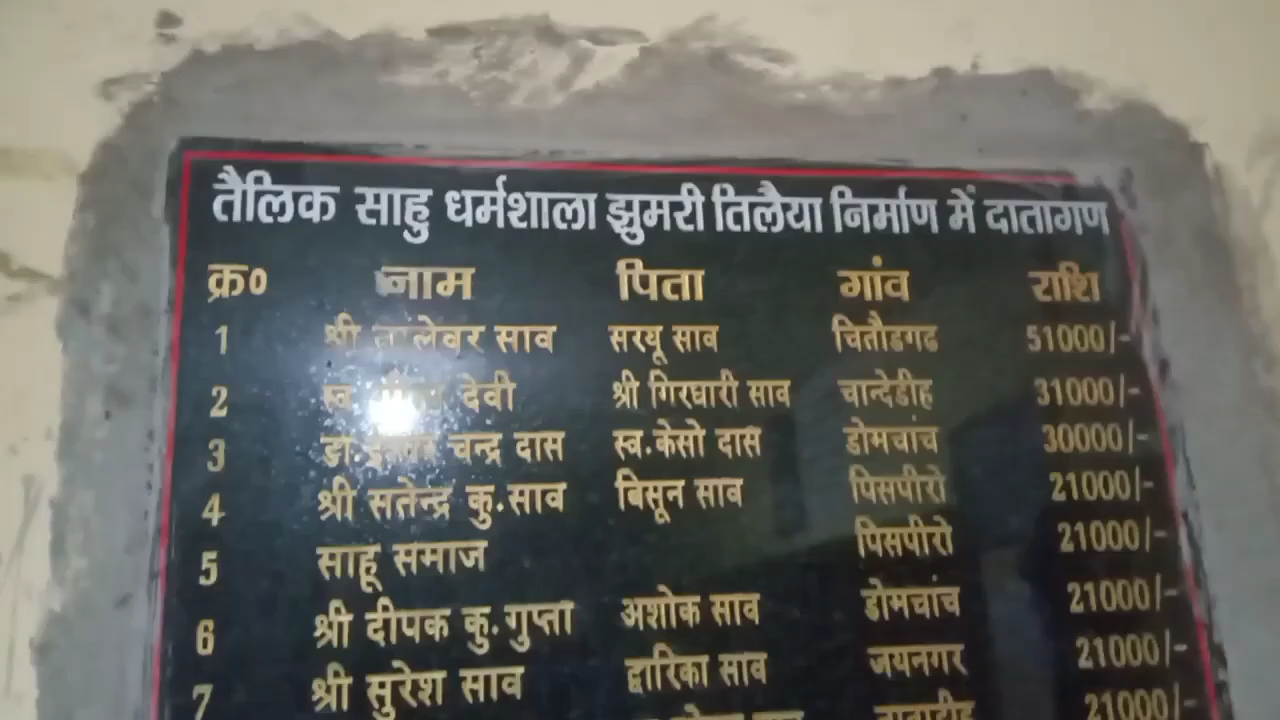 तैलिक साहु धर्मशाला झुमरी तिलैया निर्माण में दातागण
क्र० नाम पिता गांव राशि
1 श्री साव सरयू साव चितौडगढ 51000/-
2 स्व देवी श्री गिरधारी साव चान्देडीह 31000/-
3 डा. चन्द्र दास स्व.केसो दास डोमचांच 30000/-
4 श्री सतेन्द्र कु.साव बिसून साव पिसपीरो 21000/-
5 साहू समाज पिसपीरो 21000/-
6 श्री दीपक कु.गुप्ता अशोक साव डोमचांच 21000/-
7 श्री सुरेश साव द्वारिका साव जयनगर 21000/-
21000/-